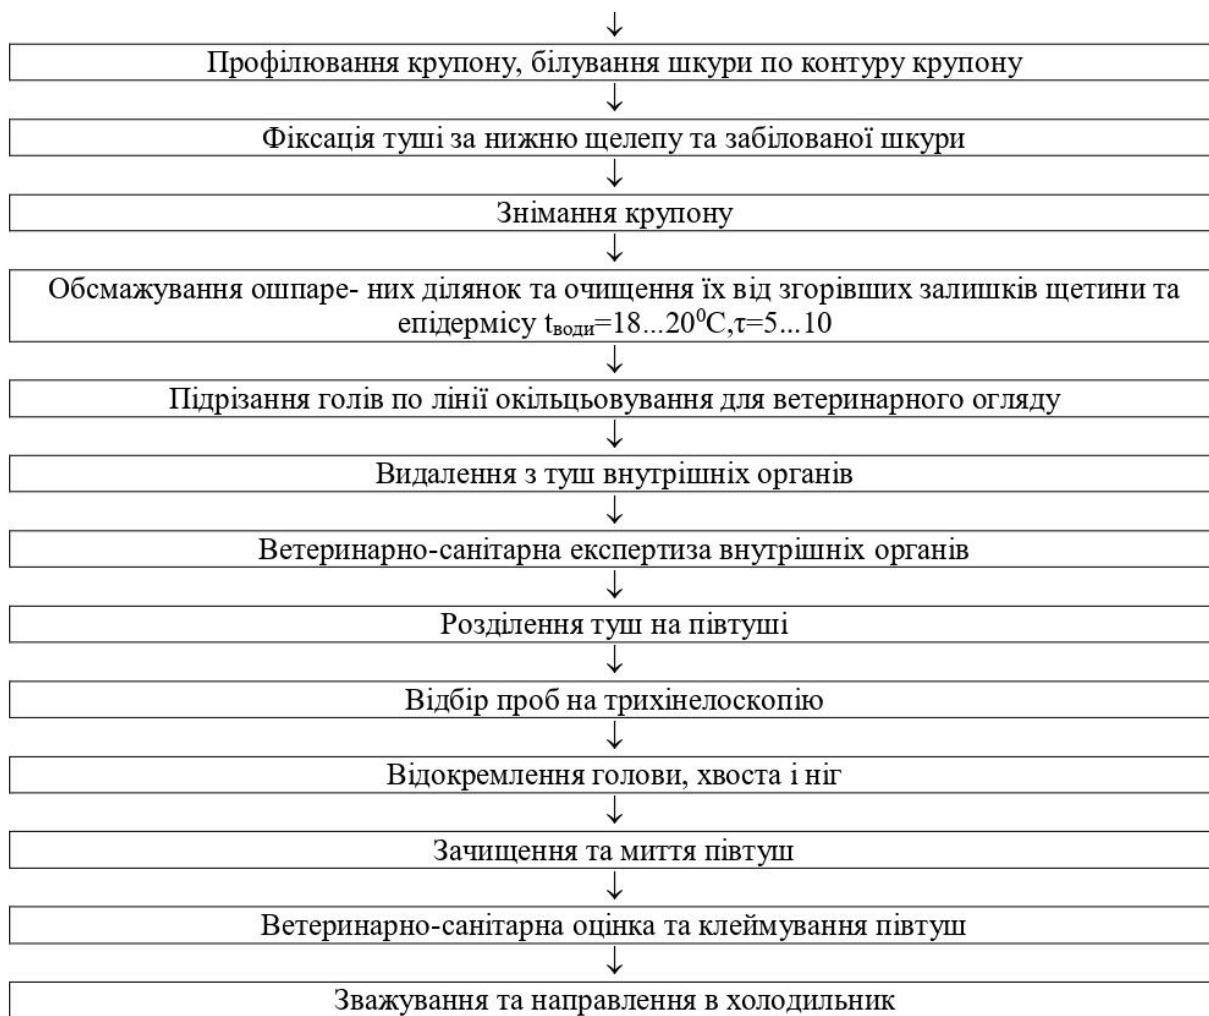 ↓
Профілювання крупону, білування шкури по контуру крупону
↓
Фіксація туші за нижню щелепу та забілованої шкури
↓
Знімання крупону
↓
Обсмажування ошпаре- них ділянок та очищення їх від згорівших залишків щетини та
епідермісу tводи=18...20⁰C,τ=5...10
↓
Підрізання голів по лінії окільцьовування для ветеринарного огляду
↓
Видалення з туш внутрішніх органів
↓
Ветеринарно-санітарна експертиза внутрішніх органів
↓
Розділення туш на півтуші
↓
Відбір проб на трихінелоскопію
↓
Відокремлення голови, хвоста і ніг
↓
Зачищення та миття півтуш
↓
Ветеринарно-санітарна оцінка та клеймування півтуш
↓
Зважування та направлення в холодильник